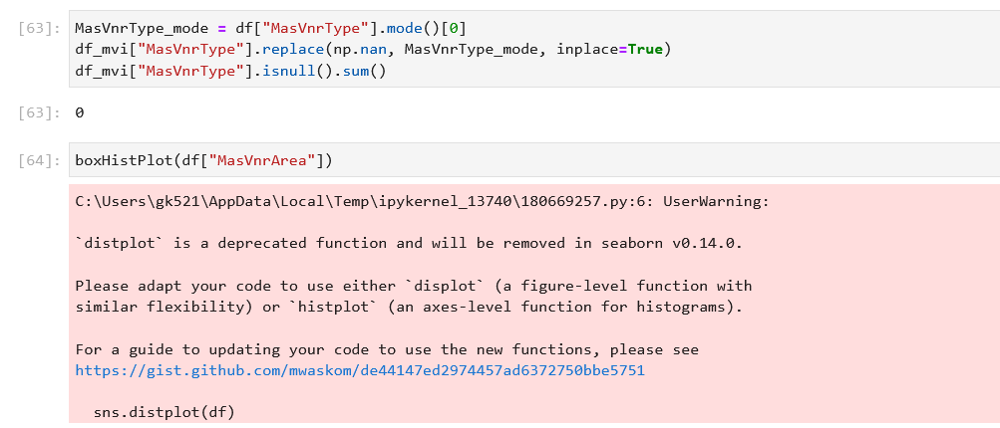 [63]: MasVnrType_mode = df["MasVnrType"].mode()[0]
df_mvi["MasVnrType"].replace(np.nan, MasVnrType_mode, inplace=True)
df_mvi["MasVnrType"].isnull().sum()
[63]: 0
[64]: boxHistPlot(df["MasVnrArea"])
C:\Users\gk521\AppData\Local\Temp\ipykernel_13740\180669257.py:6: UserWarning:
`distplot` is a deprecated function and will be removed in seaborn v0.14.0.
Please adapt your code to use either `displot` (a figure-level function with
similar flexibility) or `histplot` (an axes-level function for histograms).
For a guide to updating your code to use the new functions, please see
https://gist.github.com/mwaskom/de44147ed2974457ad6372750bbe5751
sns.distplot(df)